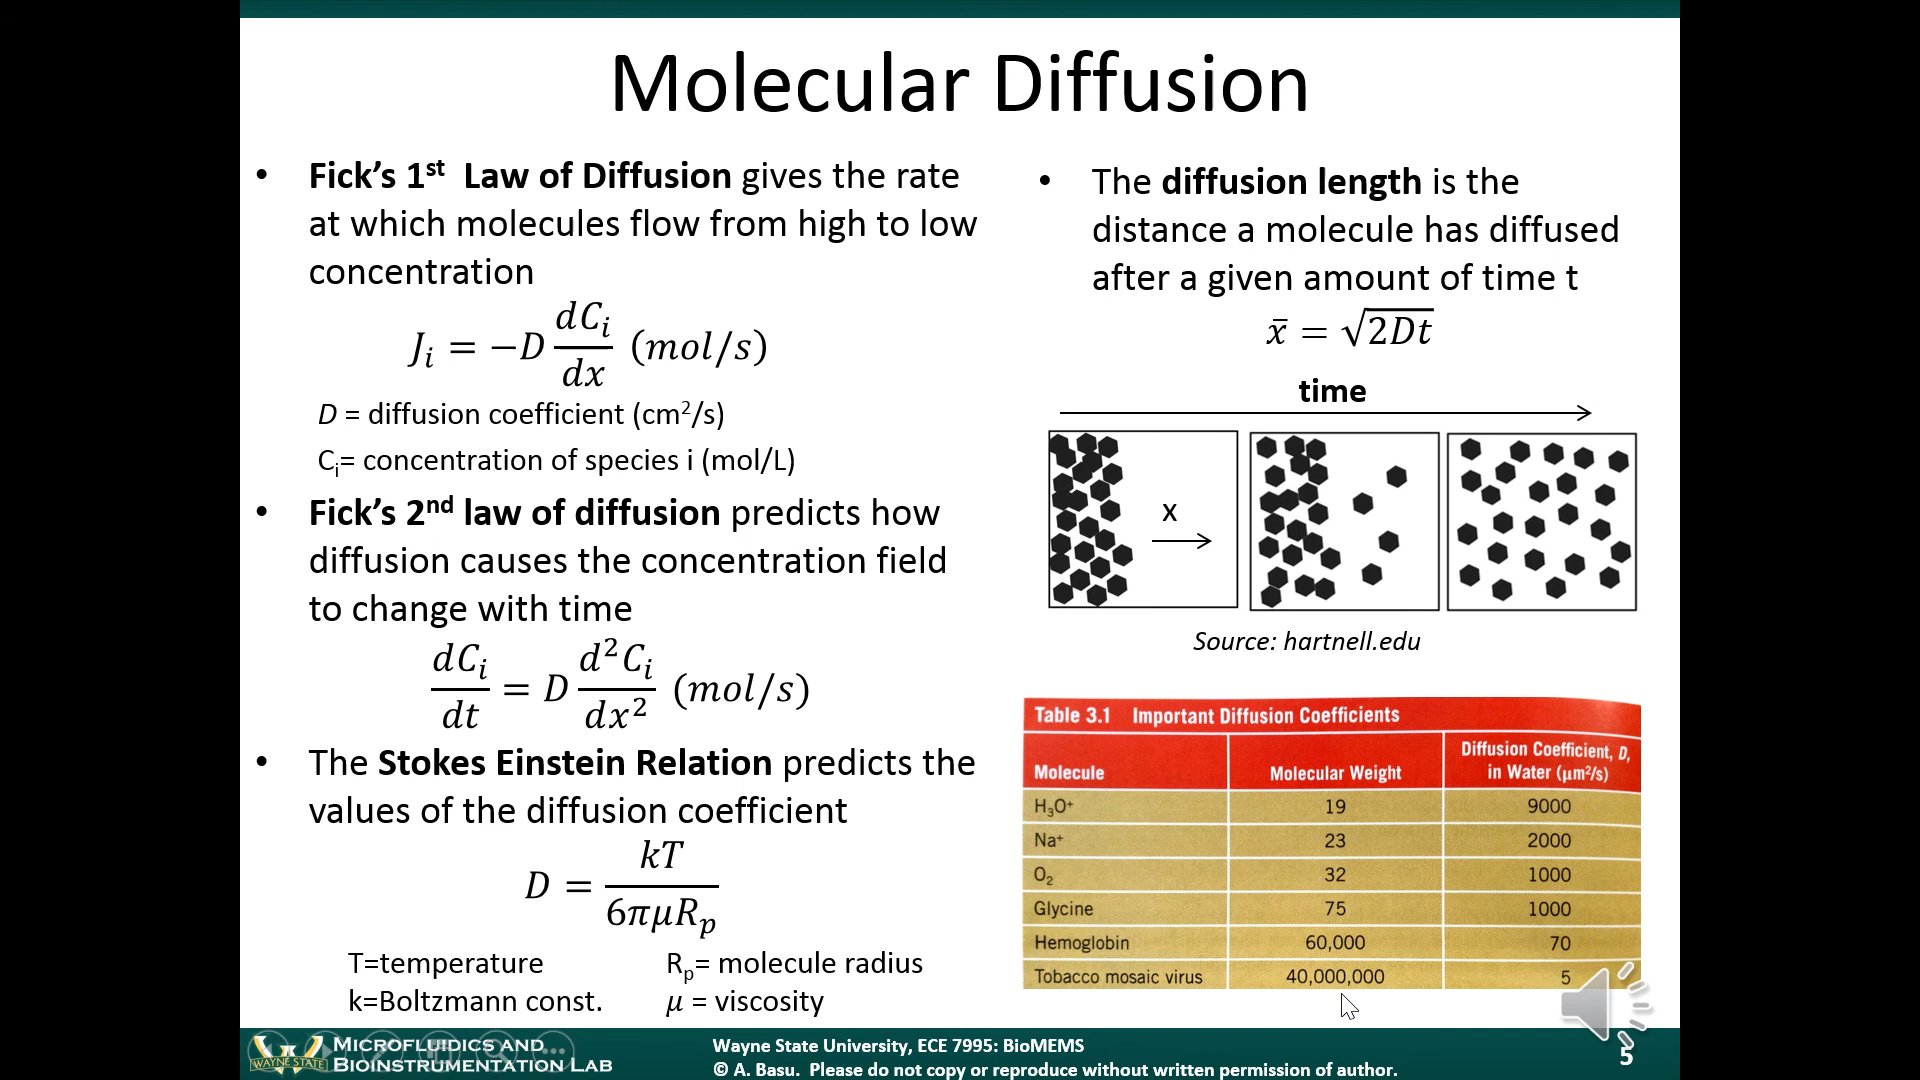 Molecular Diffusion
• Fick’s 1st Law of Diffusion gives the rate
at which molecules flow from high to low
concentration
J_i = −D dC_i/dx (mol/s)
D = diffusion coefficient (cm²/s)
C_i= concentration of species i (mol/L)
• Fick’s 2nd law of diffusion predicts how
diffusion causes the concentration field
to change with time
dC_i/dt = D d²C_i/dx² (mol/s)
• The Stokes Einstein Relation predicts the
values of the diffusion coefficient
D = kT/6πμR_p
T=temperature R_p= molecule radius
k=Boltzmann const. μ = viscosity
• The diffusion length is the
distance a molecule has diffused
after a given amount of time t
x̄ = √2Dt
time
x
Source: hartnell.edu
Table 3.1 Important Diffusion Coefficients
Molecule Molecular Weight Diffusion Coefficient, D, in Water (μm²/s)
H₃O⁺ 19 9000
Na⁺ 23 2000
O₂ 32 1000
Glycine 75 1000
Hemoglobin 60,000 70
Tobacco mosaic virus 40,000,000 5
WAYNE STATE
MICROFLUIDICS AND
BIOINSTRUMENTATION LAB
Wayne State University, ECE 7995: BioMEMS
© A. Basu. Please do not copy or reproduce without written permission of author.
5